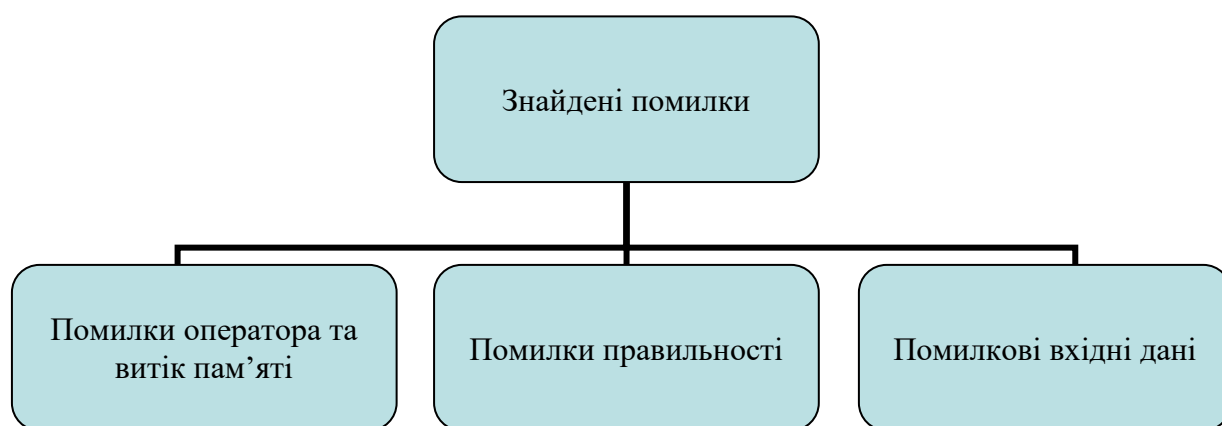 Знайдені помилки
Помилки оператора та
витік пам’яті
Помилки правильності
Помилкові вхідні дані